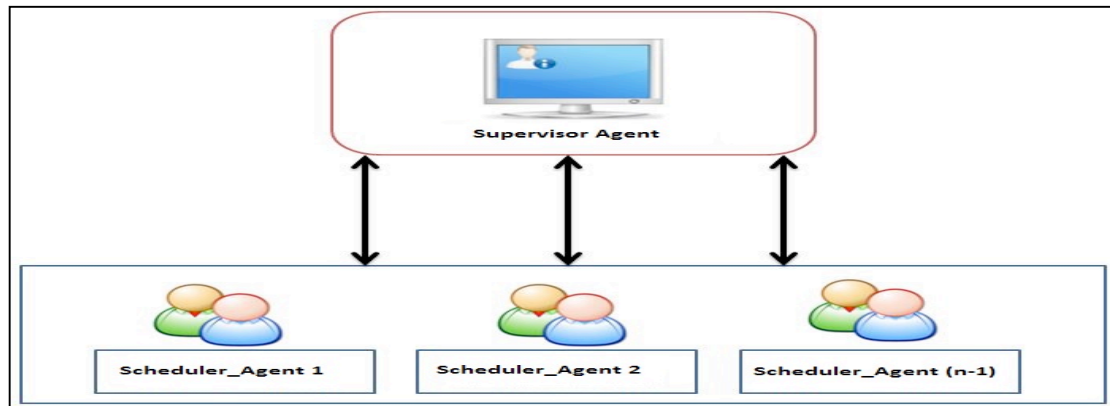 Supervisor Agent
Scheduler_Agent 1
Scheduler_Agent 2
Scheduler_Agent (n-1)